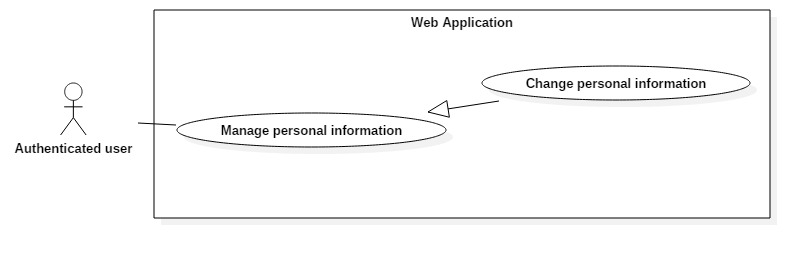 Web Application
Change personal information
Manage personal information
Authenticated user